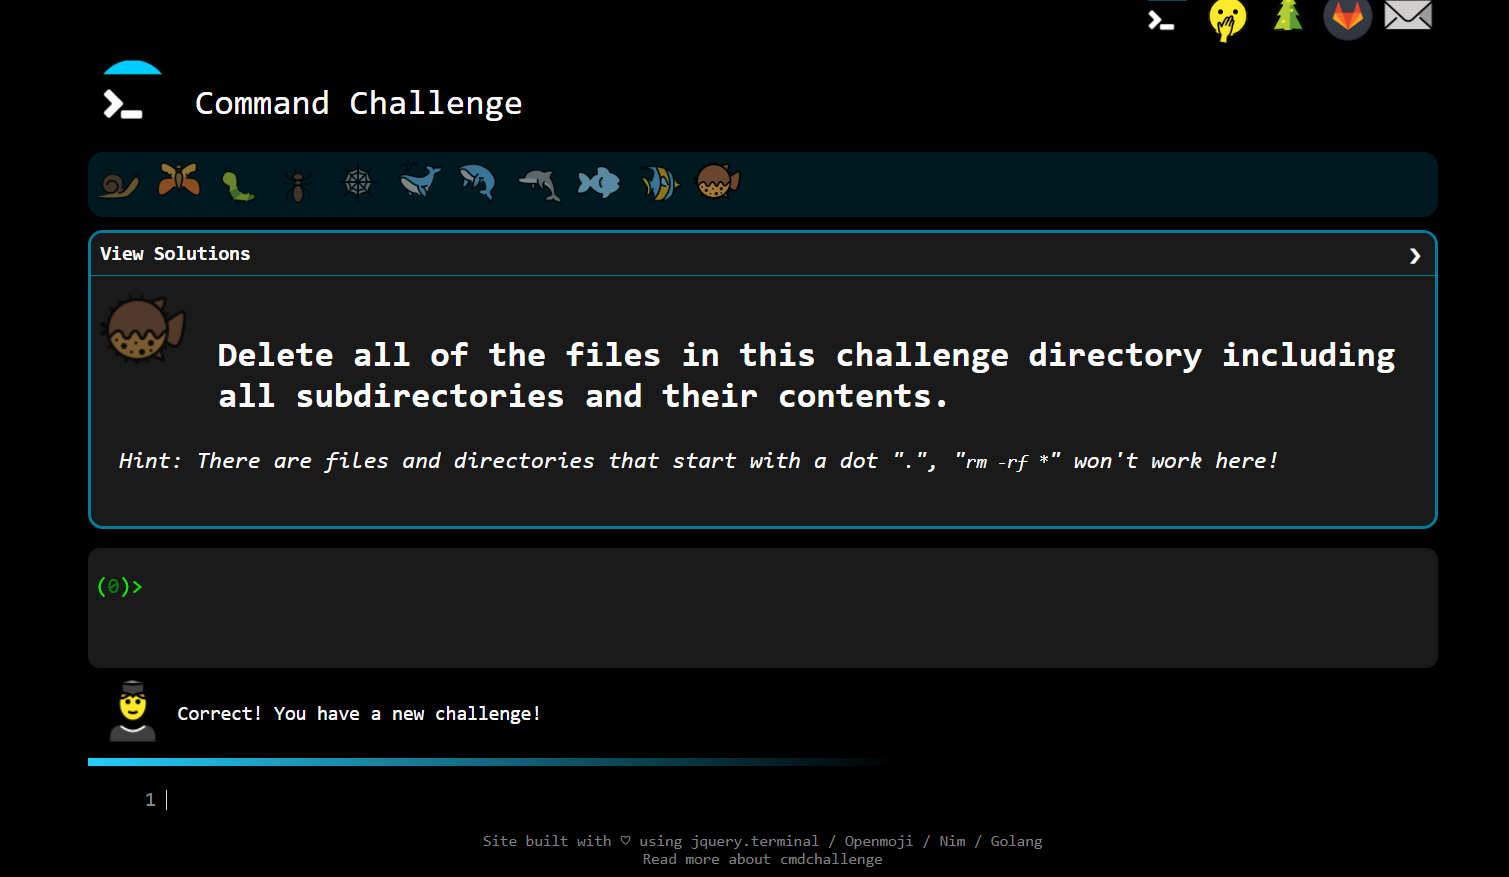 Command Challenge
View Solutions
Delete all of the files in this challenge directory including
all subdirectories and their contents.
Hint: There are files and directories that start with a dot ".", "rm -rf *" won't work here!
(0)>
Correct! You have a new challenge!
1
Site built with ♡ using jquery.terminal / Openmoji / Nim / Golang
Read more about cmdchallenge